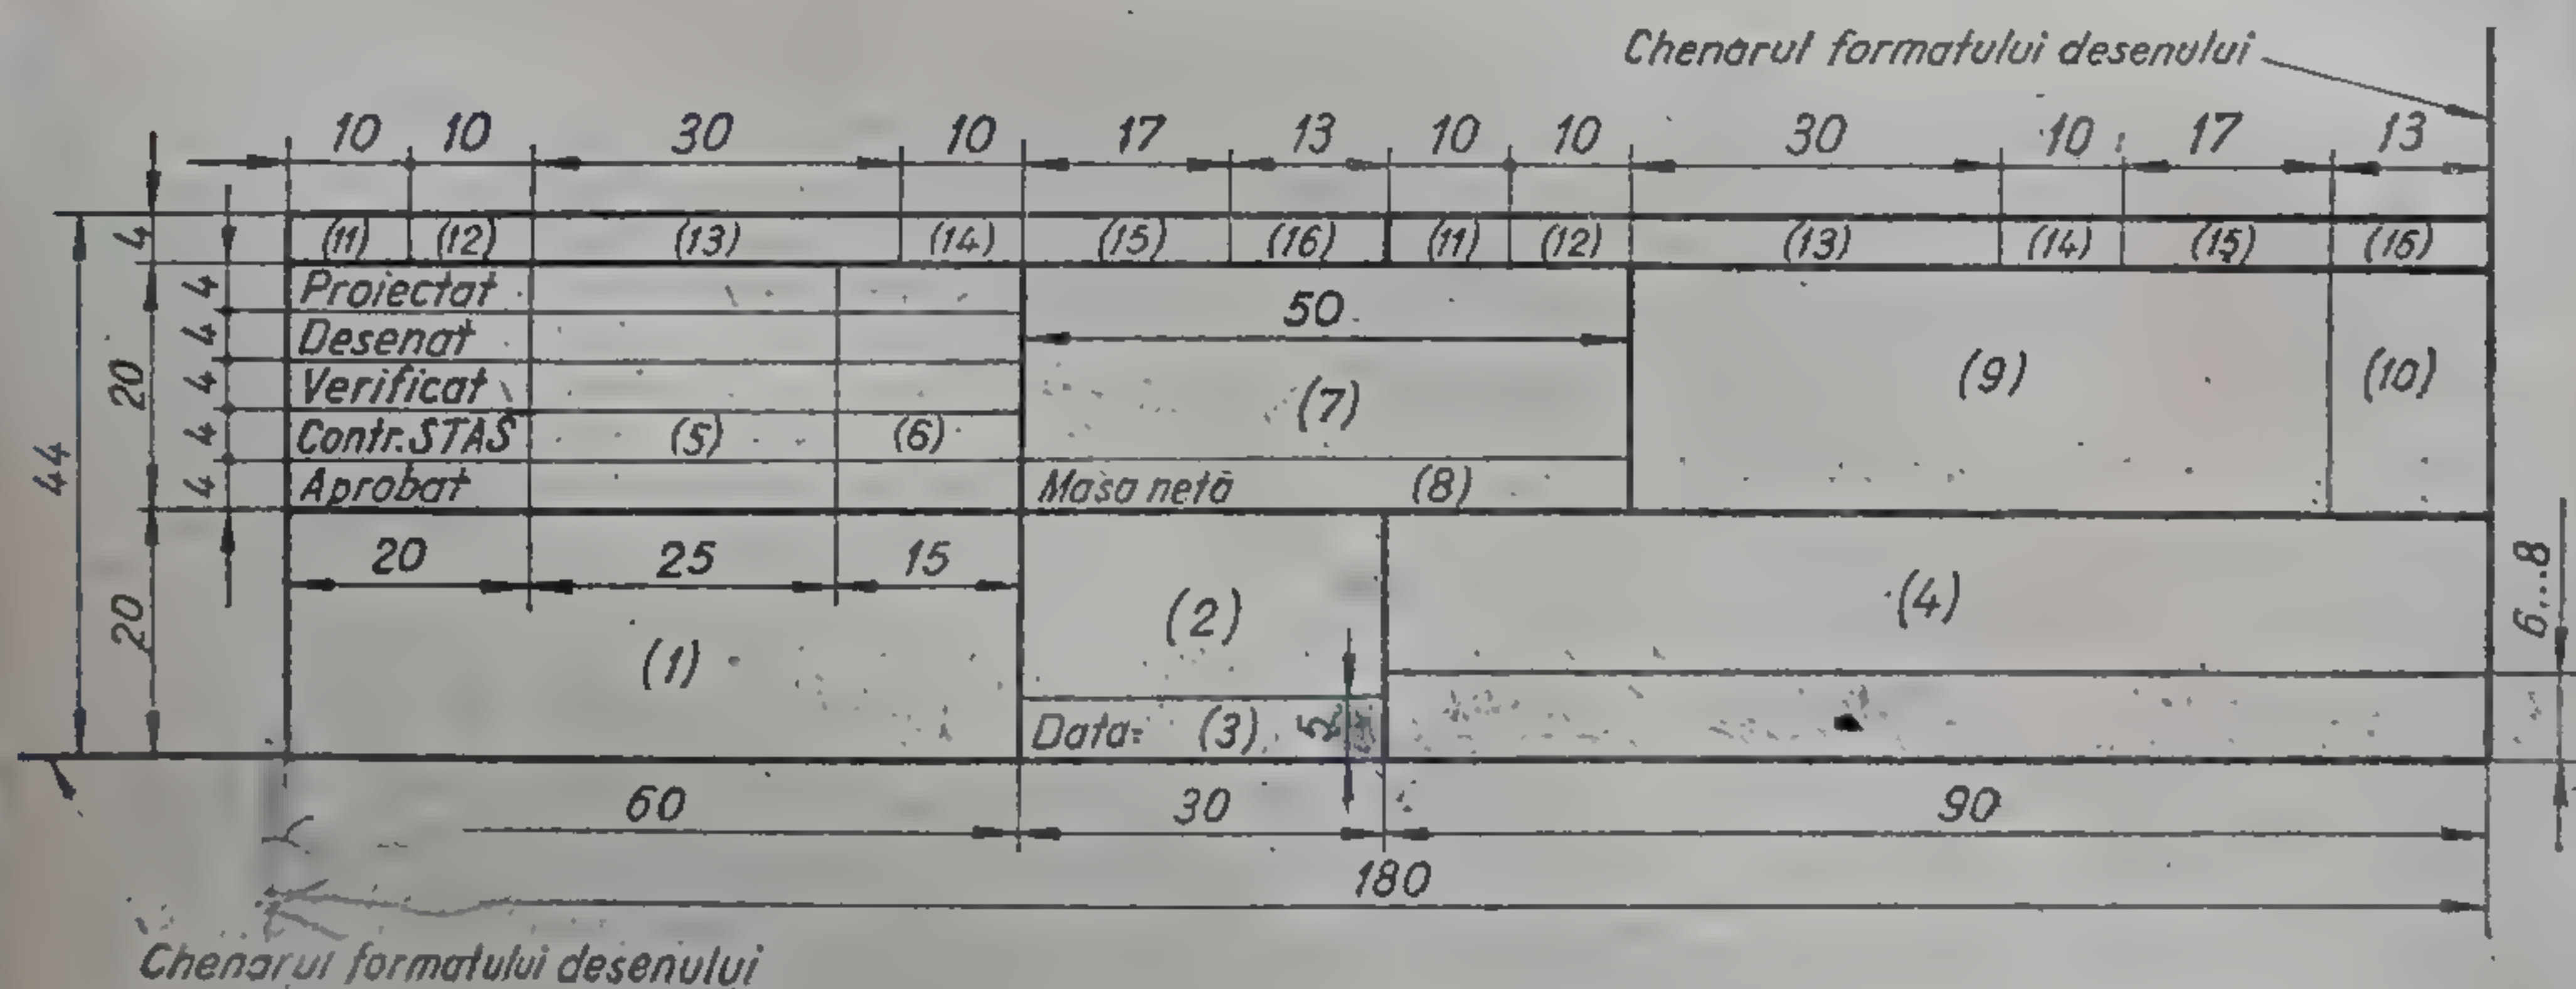 Chenarul formatului desenului
10 10 30 10 17 13 10 10 30 10 17 13
4 (11) (12) (13) (14) (15) (16) (11) (12) (13) (14) (15) (16)
4 Proiectat 50
4 Desenat
20 4 Verificat (7) (9) (10)
4 Contr.STAS (5) (6)
44 4 Aprobat Masa netă (8)
20 25 15 6...8
20 (1) (2) (4)
Data: (3) 5
60 30 90
180
Chenarul formatului desenului